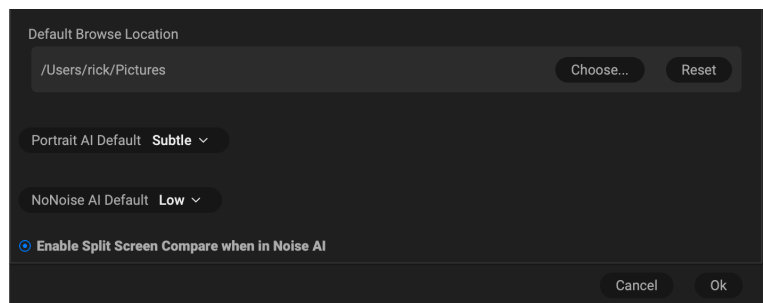 Default Browse Location
/Users/rick/Pictures Choose... Reset
Portrait AI Default Subtle
NoNoise AI Default Low
Enable Split Screen Compare when in Noise AI
Cancel Ok